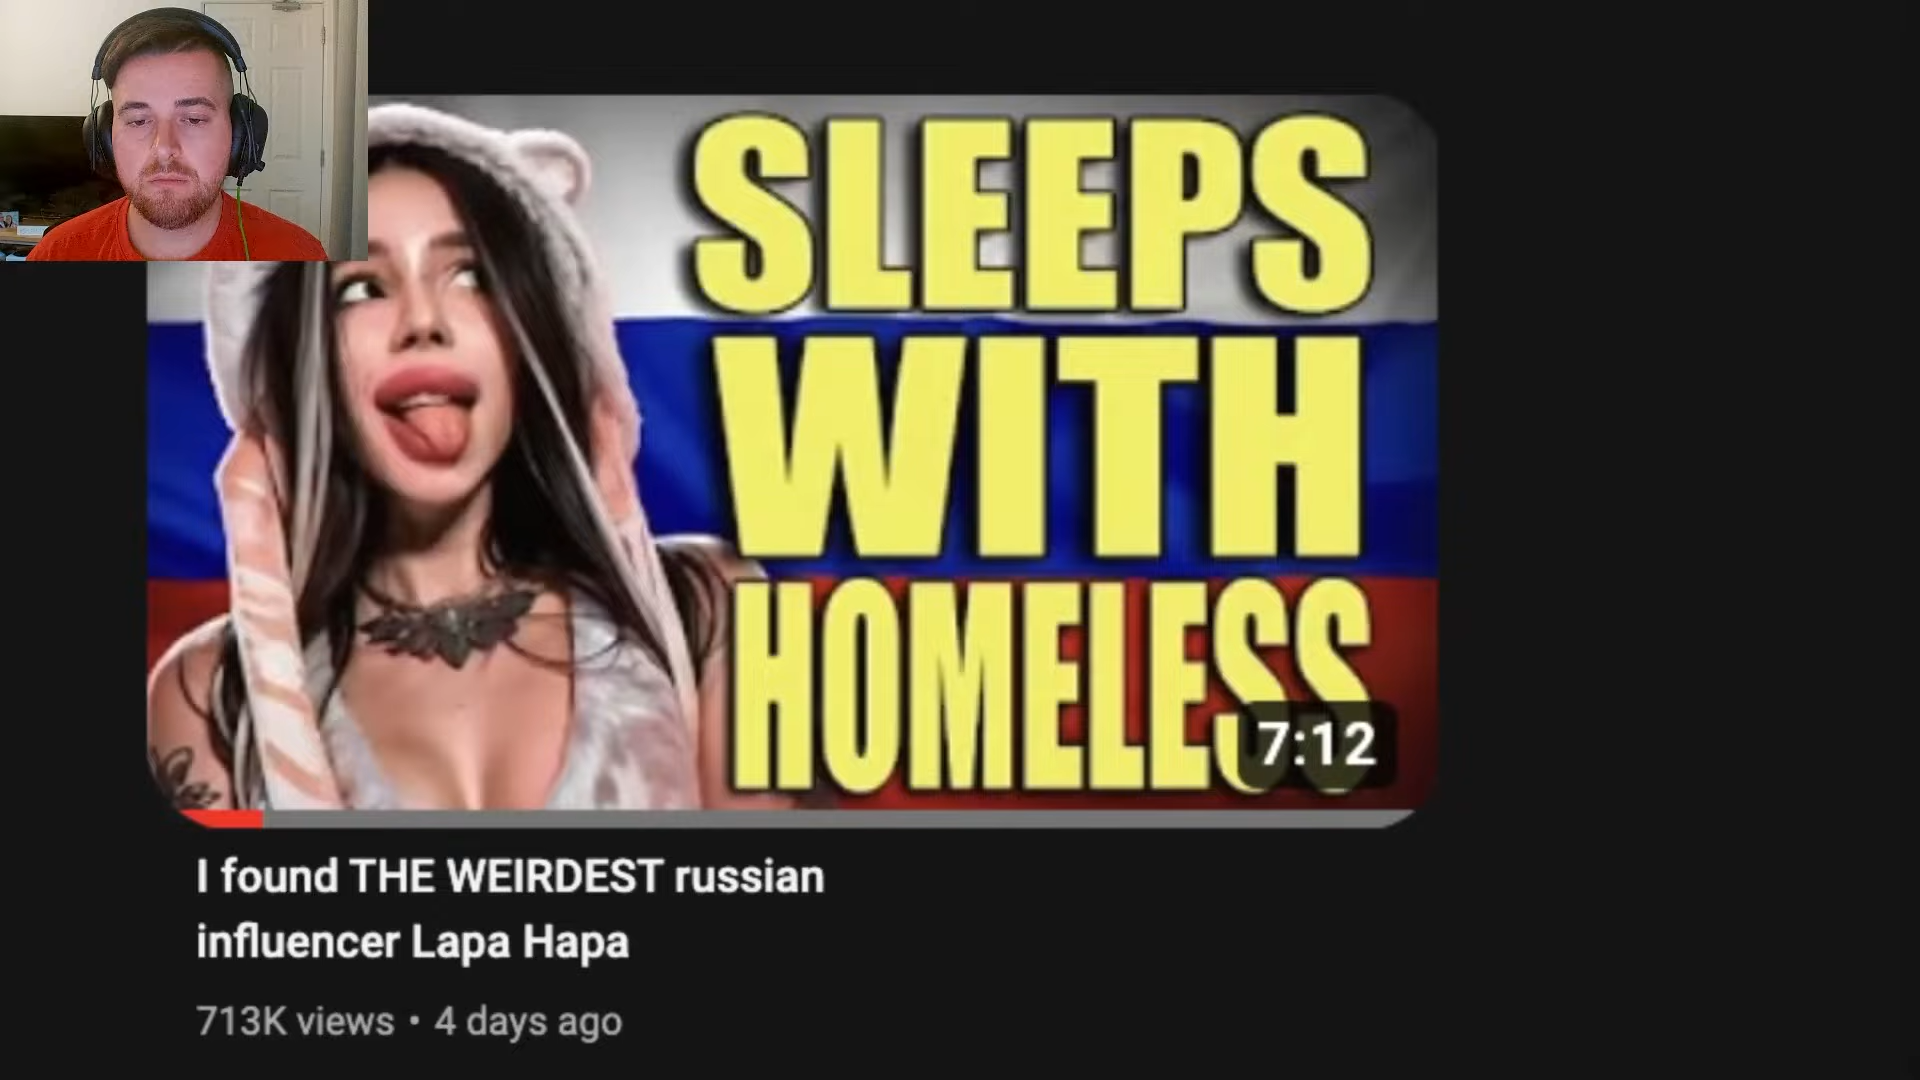 SLEEPS
WITH
HOMELESS
7:12
I found THE WEIRDEST russian
influencer Lapa Hapa
713K views • 4 days ago